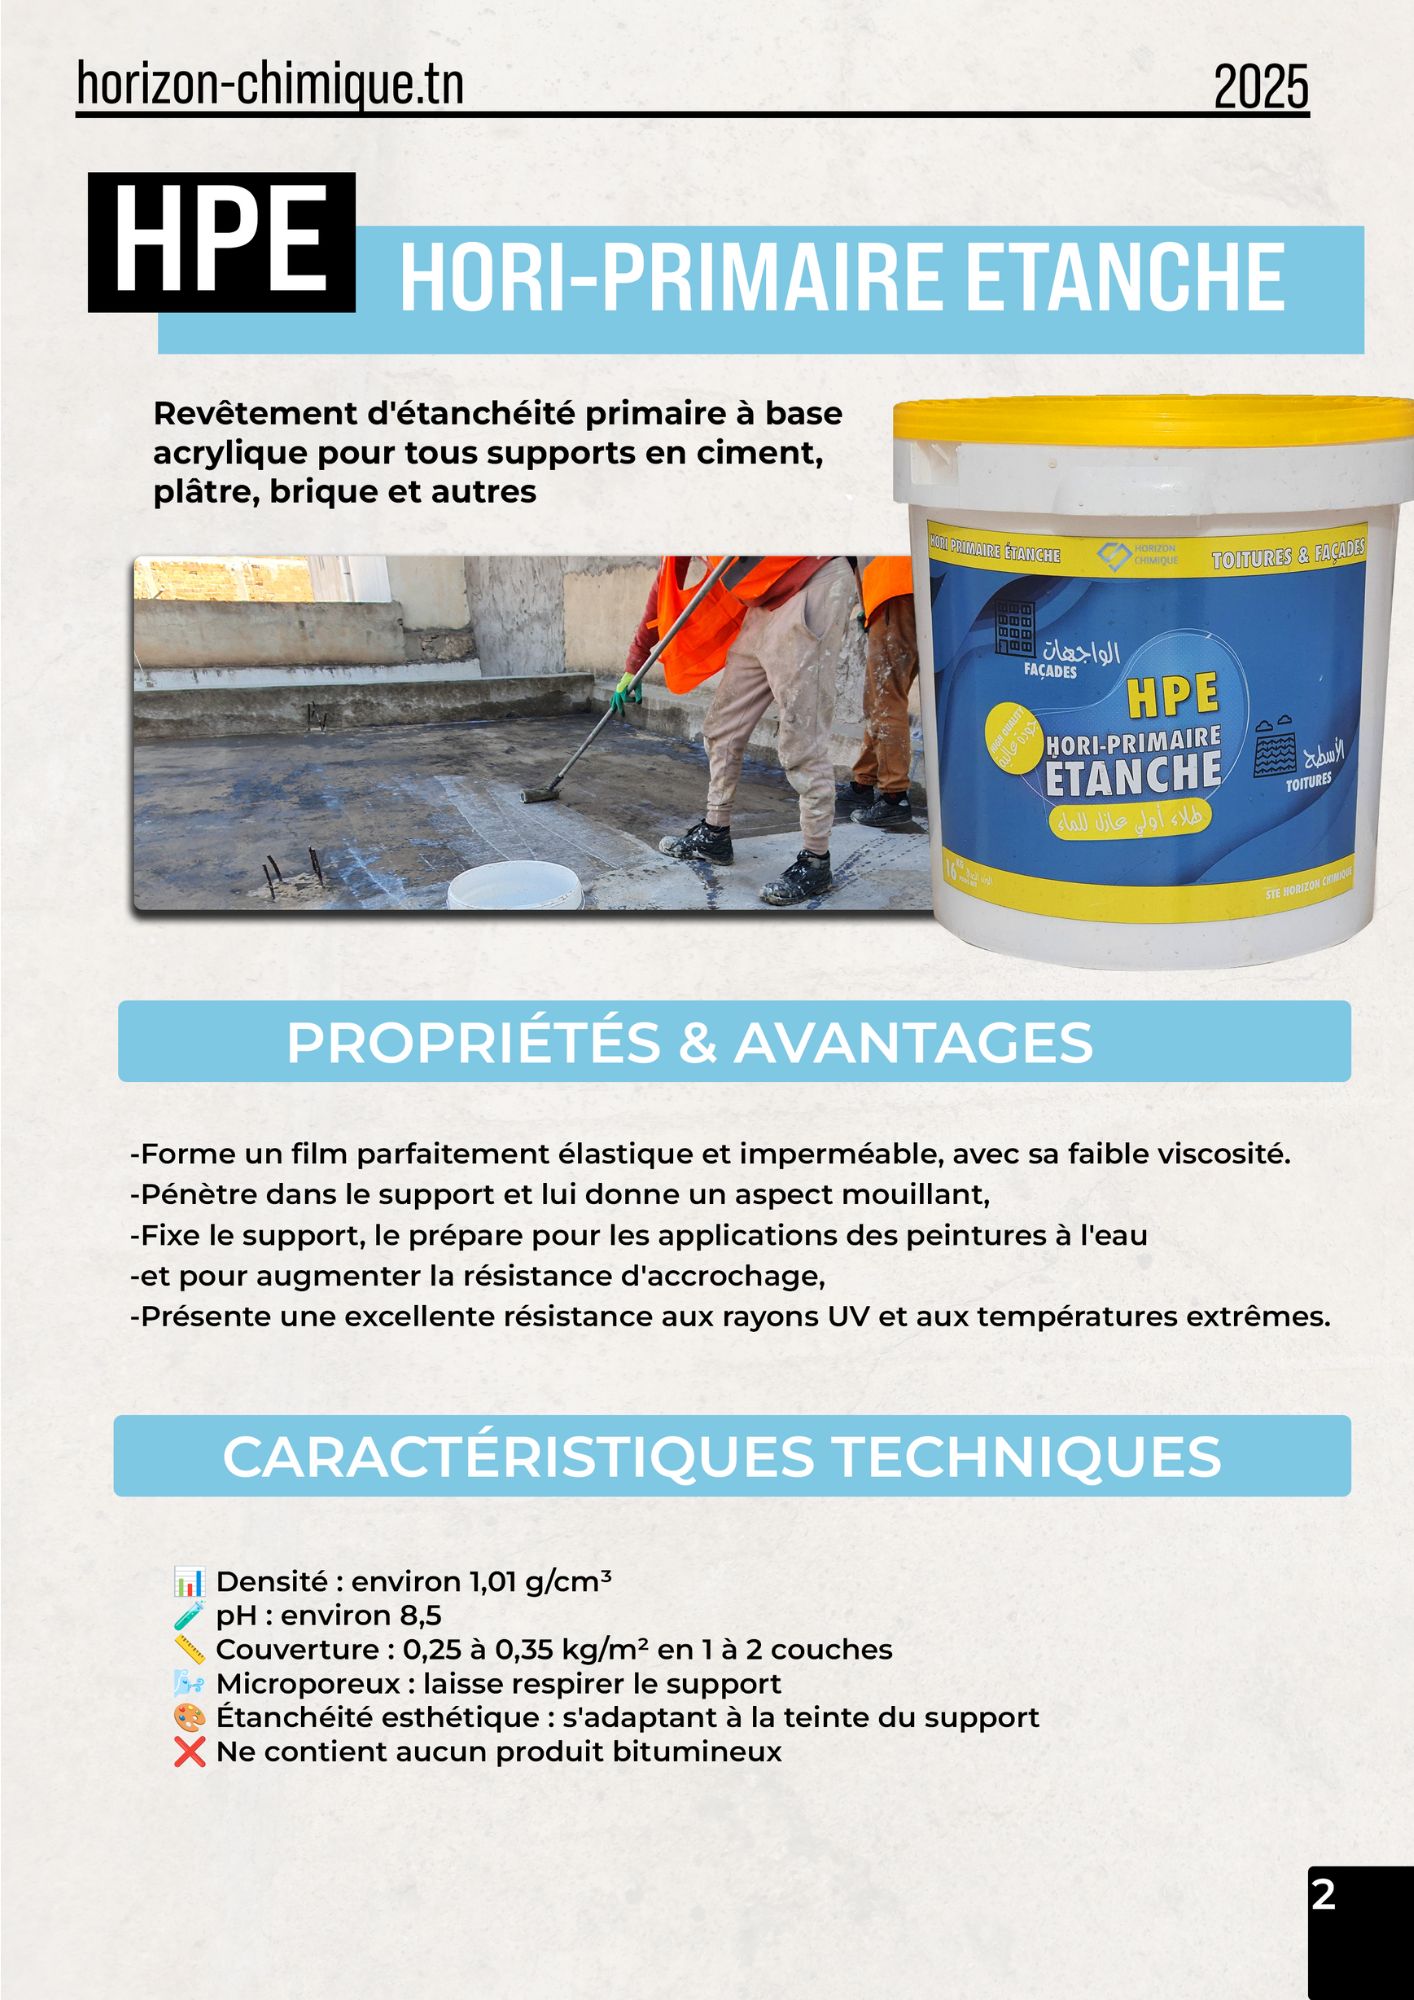 horizon-chimique.tn
2025
HPE
HORI-PRIMAIRE ETANCHE
Revêtement d'étanchéité primaire à base
acrylique pour tous supports en ciment,
plâtre, brique et autres
HORI PRIMAIRE ÉTANCHE
HORIZON
CHIMIQUE
TOITURES & FAÇADES
الواجهات
FAÇADES
HPE
HIGH QUALITY
جودة عالية
HORI-PRIMAIRE
ETANCHE
الأسطح
TOITURES
طلاء أولي عازل للماء
16 KG
STE HORIZON CHIMIQUE
PROPRIÉTÉS & AVANTAGES
-Forme un film parfaitement élastique et imperméable, avec sa faible viscosité.
-Pénètre dans le support et lui donne un aspect mouillant,
-Fixe le support, le prépare pour les applications des peintures à l'eau
-et pour augmenter la résistance d'accrochage,
-Présente une excellente résistance aux rayons UV et aux températures extrêmes.
CARACTÉRISTIQUES TECHNIQUES
📊 Densité : environ 1,01 g/cm³
🧪 pH : environ 8,5
📏 Couverture : 0,25 à 0,35 kg/m² en 1 à 2 couches
🌬️ Microporeux : laisse respirer le support
🎨 Étanchéité esthétique : s'adaptant à la teinte du support
❌ Ne contient aucun produit bitumineux
2